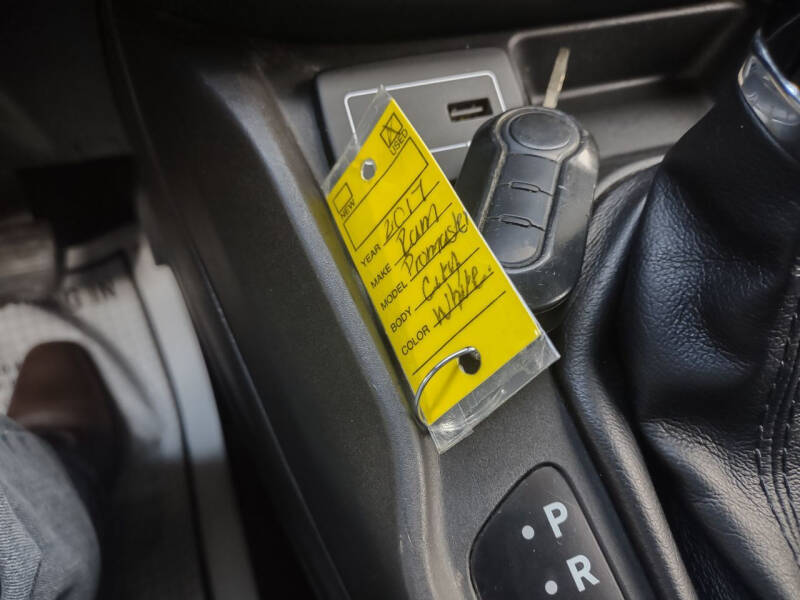 X
NEW USED
YEAR 2017
MAKE Ram
MODEL Promaster
BODY City
COLOR White
P
R